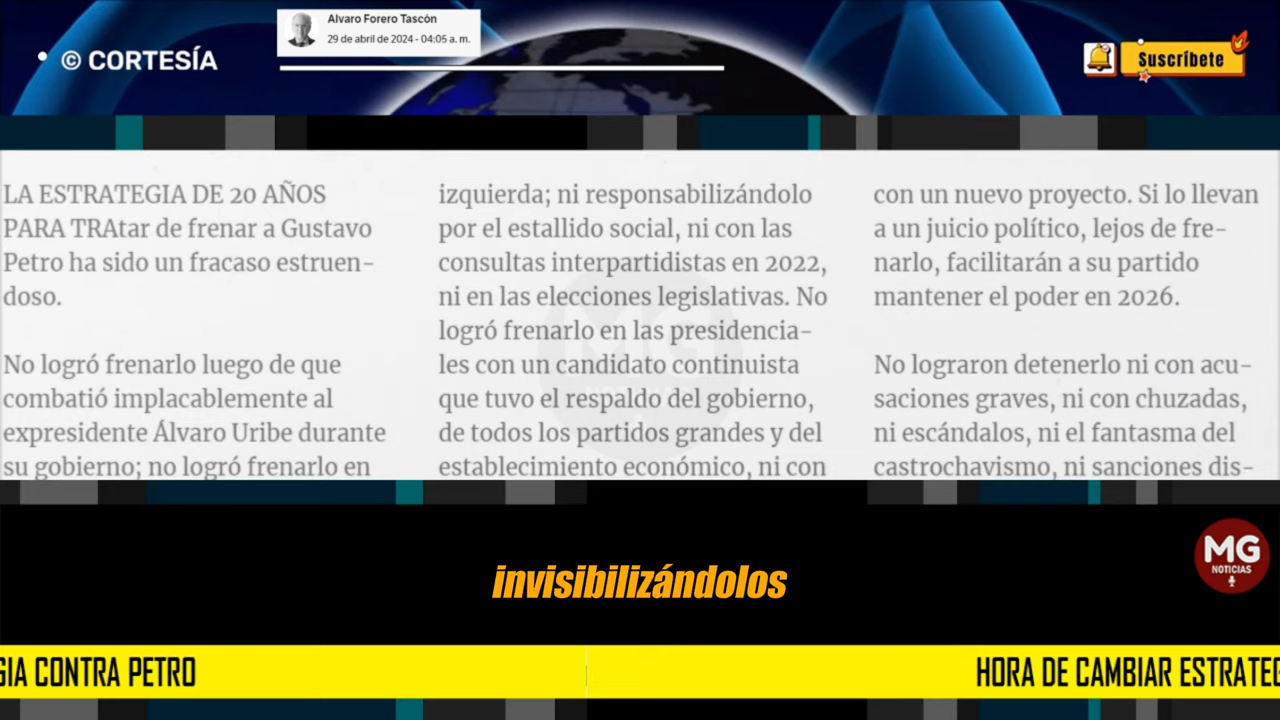 Alvaro Forero Tascón
29 de abril de 2024 - 04:05 a. m.
© CORTESÍA
Suscríbete
LA ESTRATEGIA DE 20 AÑOS
PARA TRAtar de frenar a Gustavo
Petro ha sido un fracaso estruen-
doso.
No logró frenarlo luego de que
combatió implacablemente al
expresidente Álvaro Uribe durante
su gobierno; no logró frenarlo en
izquierda; ni responsabilizándolo
por el estallido social, ni con las
consultas interpartidistas en 2022,
ni en las elecciones legislativas. No
logró frenarlo en las presidencia-
les con un candidato continuista
que tuvo el respaldo del gobierno,
de todos los partidos grandes y del
establecimiento económico, ni con
con un nuevo proyecto. Si lo llevan
a un juicio político, lejos de fre-
narlo, facilitarán a su partido
mantener el poder en 2026.
No lograron detenerlo ni con acu-
saciones graves, ni con chuzadas,
ni escándalos, ni el fantasma del
castrochavismo, ni sanciones dis-
MG
NOTICIAS
invisibilizándolos
GIA CONTRA PETRO
HORA DE CAMBIAR ESTRATEG